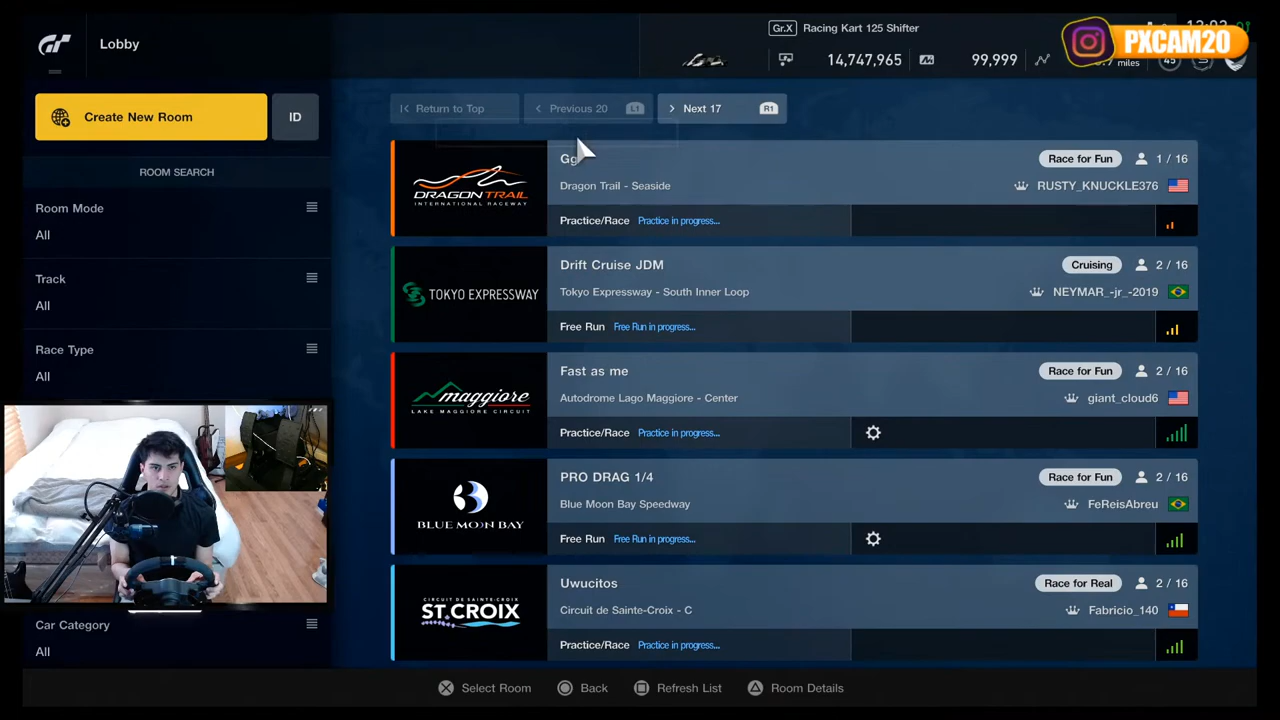 Lobby
Gr.X Racing Kart 125 Shifter
14,747,965
99,999
miles
45
PXCAM20
Create New Room
ID
ROOM SEARCH
Room Mode
All
Track
All
Race Type
All
Car Category
All
Return to Top
Previous 20 L1
Next 17 R1
DRAGON TRAIL
INTERNATIONAL RACEWAY
Race for Fun 1 / 16
Dragon Trail - Seaside
RUSTY_KNUCKLE376
Practice/Race Practice in progress...
TOKYO EXPRESSWAY
Drift Cruise JDM
Cruising 2 / 16
Tokyo Expressway - South Inner Loop
NEYMAR_-jr_-2019
Free Run Free Run in progress...
maggiore
LAKE MAGGIORE CIRCUIT
Fast as me
Race for Fun 2 / 16
Autodrome Lago Maggiore - Center
giant_cloud6
Practice/Race Practice in progress...
BLUE MOON BAY
PRO DRAG 1/4
Race for Fun 2 / 16
Blue Moon Bay Speedway
FeReisAbreu
Free Run Free Run in progress...
CIRCUIT DE SAINTE-CROIX
ST.CROIX
Uwucitos
Race for Real 2 / 16
Circuit de Sainte-Croix - C
Fabricio_140
Practice/Race Practice in progress...
Select Room
Back
Refresh List
Room Details